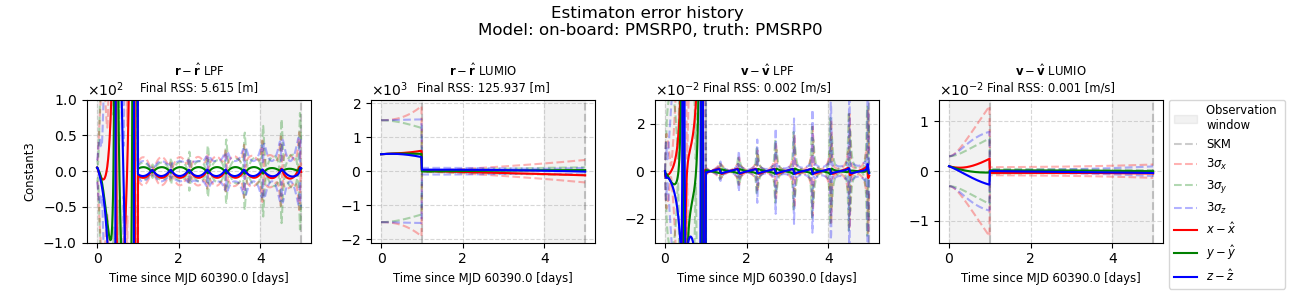 Estimaton error history
Model: on-board: PMSRP0, truth: PMSRP0
r − r̂ LPF
×10² Final RSS: 5.615 [m]
r − r̂ LUMIO
×10³ Final RSS: 125.937 [m]
v − v̂ LPF
×10⁻² Final RSS: 0.002 [m/s]
v − v̂ LUMIO
×10⁻² Final RSS: 0.001 [m/s]
Constant3
1.0
0.5
0.0
−0.5
−1.0
0 2 4
Time since MJD 60390.0 [days]
2
1
0
−1
−2
0 2 4
Time since MJD 60390.0 [days]
2
0
−2
0 2 4
Time since MJD 60390.0 [days]
1
0
−1
0 2 4
Time since MJD 60390.0 [days]
Observation
window
SKM
3σx
3σy
3σz
x − x̂
y − ŷ
z − ẑ